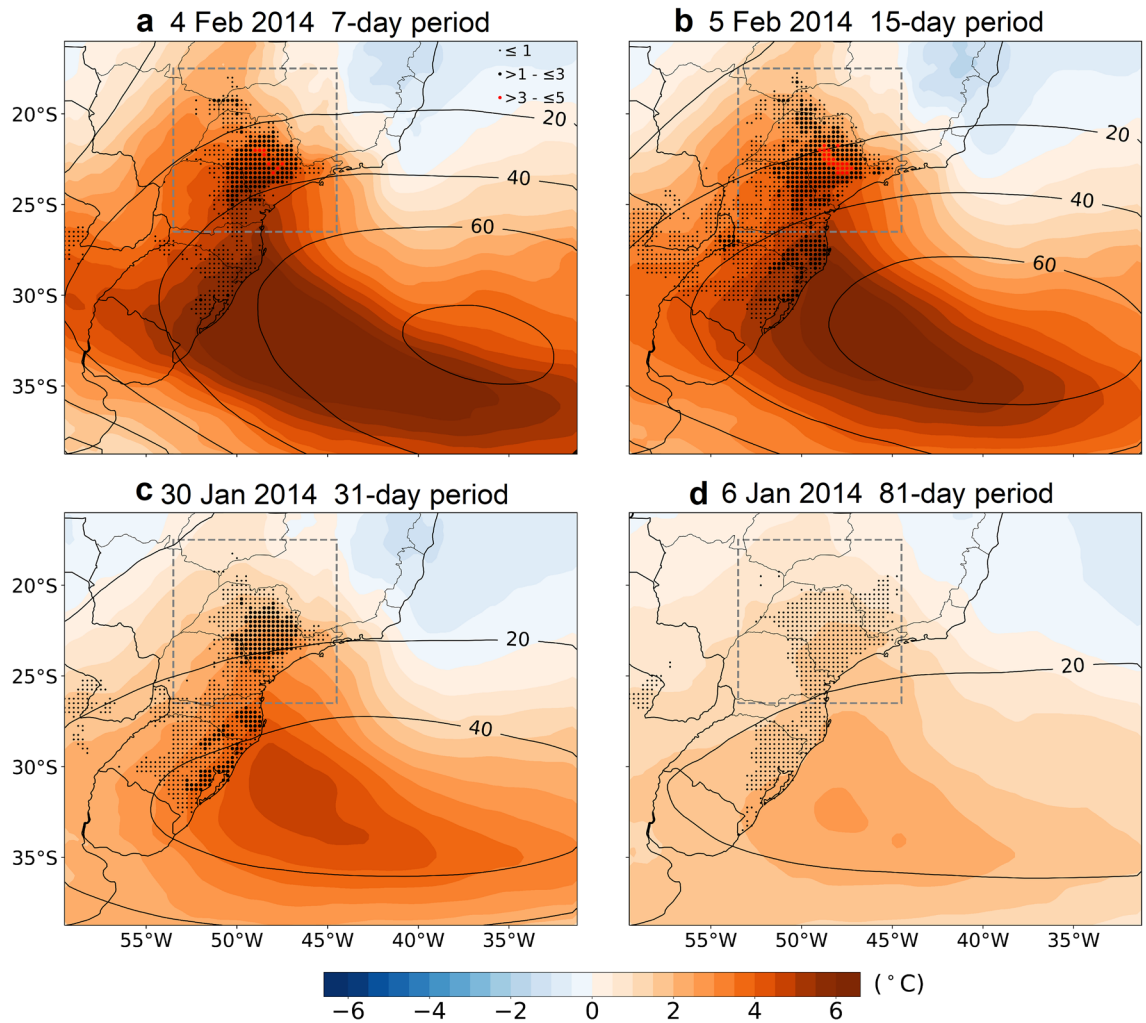 a 4 Feb 2014 7-day period
b 5 Feb 2014 15-day period
≤ 1
>1 - ≤3
>3 - ≤5
20
40
60
20
40
60
20°S
25°S
30°S
35°S
c 30 Jan 2014 31-day period
d 6 Jan 2014 81-day period
20
40
20
20°S
25°S
30°S
35°S
55°W 50°W 45°W 40°W 35°W
55°W 50°W 45°W 40°W 35°W
−6 −4 −2 0 2 4 6 (°C)